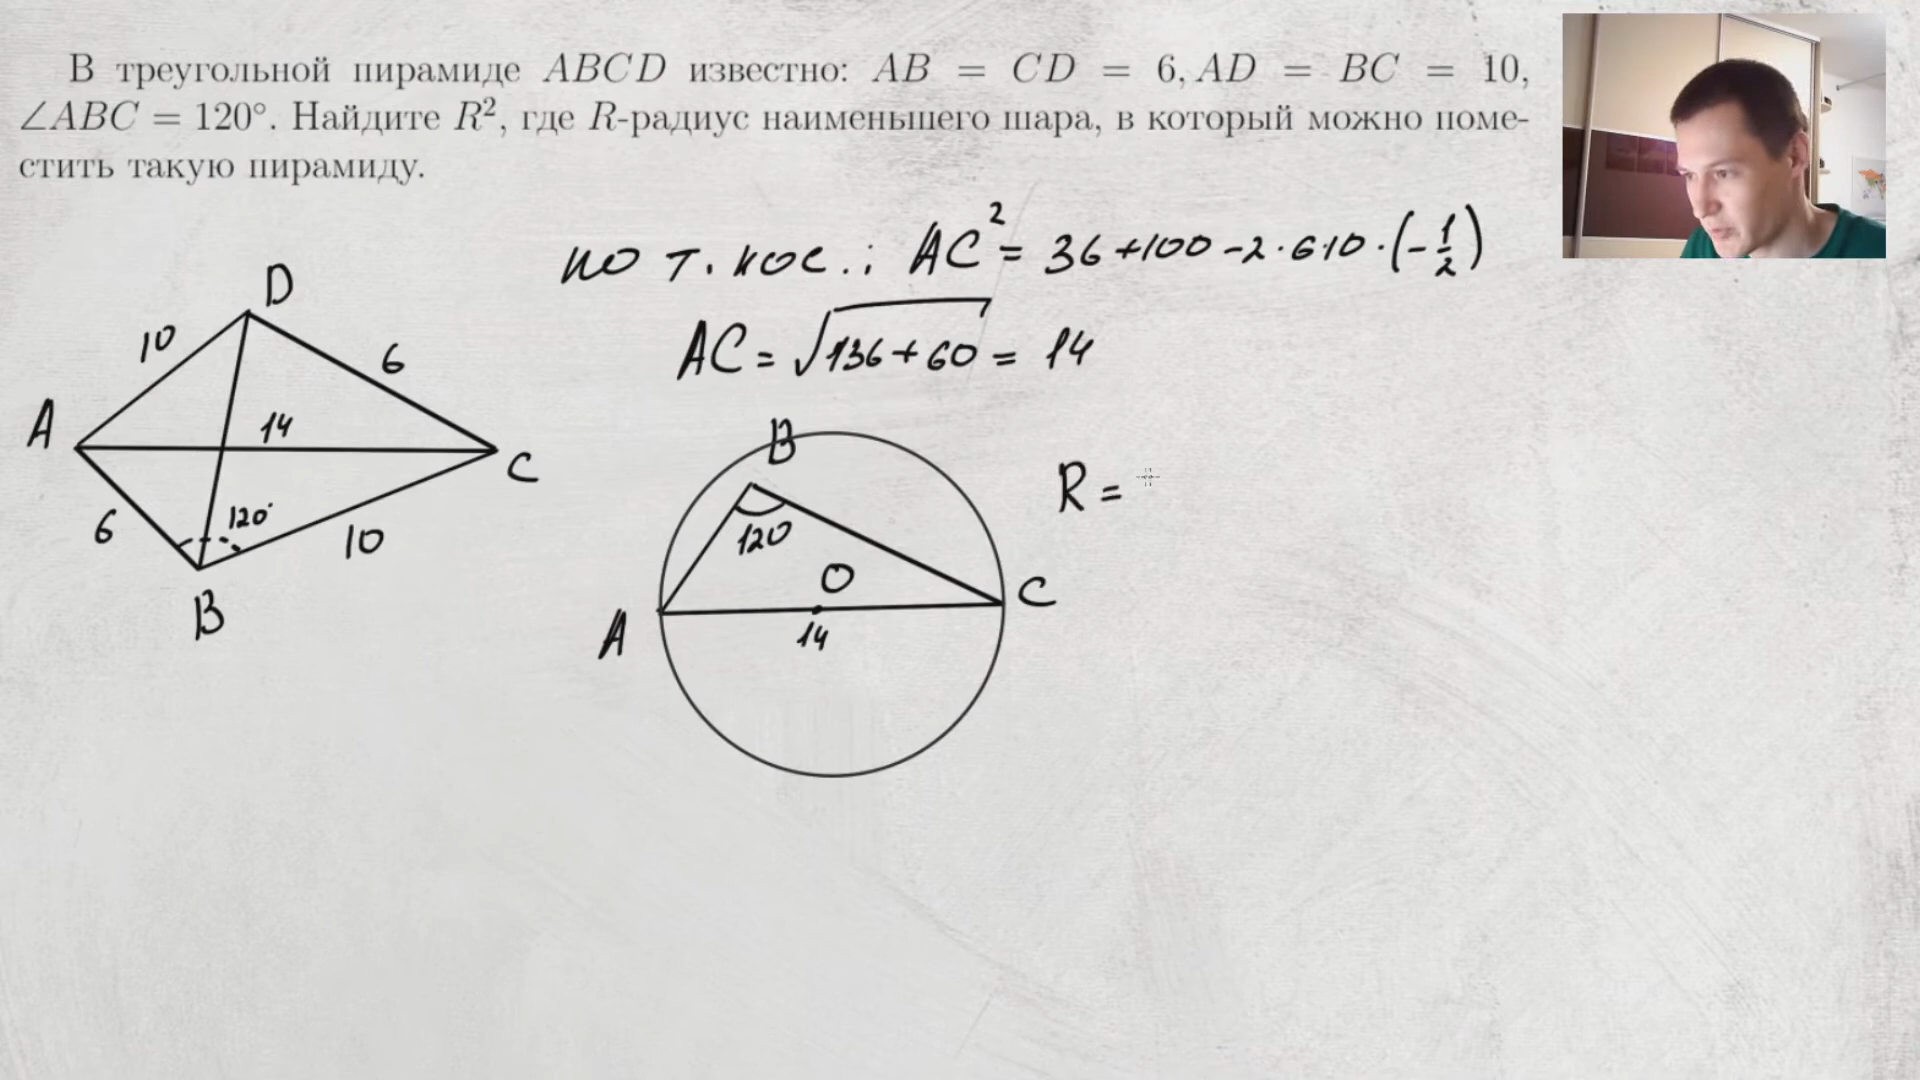 В треугольной пирамиде ABCD известно: AB = CD = 6, AD = BC = 10,
∠ABC = 120°. Найдите R², где R-радиус наименьшего шара, в который можно поме-
стить такую пирамиду.
по т. кос.: AC² = 36+100-2·6·10·(-1/2)
AC = √136+60 = 14
D
10
6
A
14
C
6
120°
10
B
B
120
O
A
14
C
R =